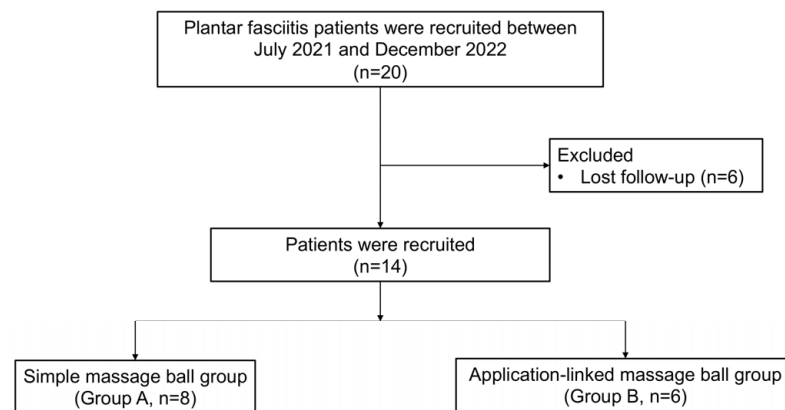 Plantar fasciitis patients were recruited between
July 2021 and December 2022
(n=20)
Excluded
• Lost follow-up (n=6)
Patients were recruited
(n=14)
Simple massage ball group
(Group A, n=8)
Application-linked massage ball group
(Group B, n=6)